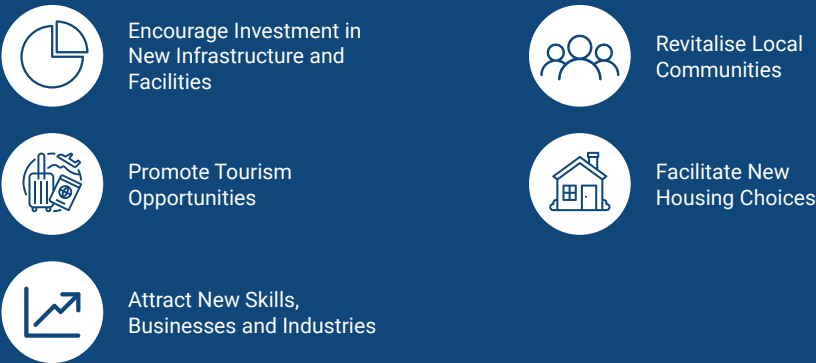 Encourage Investment in
New Infrastructure and
Facilities
Revitalise Local
Communities
Promote Tourism
Opportunities
Facilitate New
Housing Choices
Attract New Skills,
Businesses and Industries